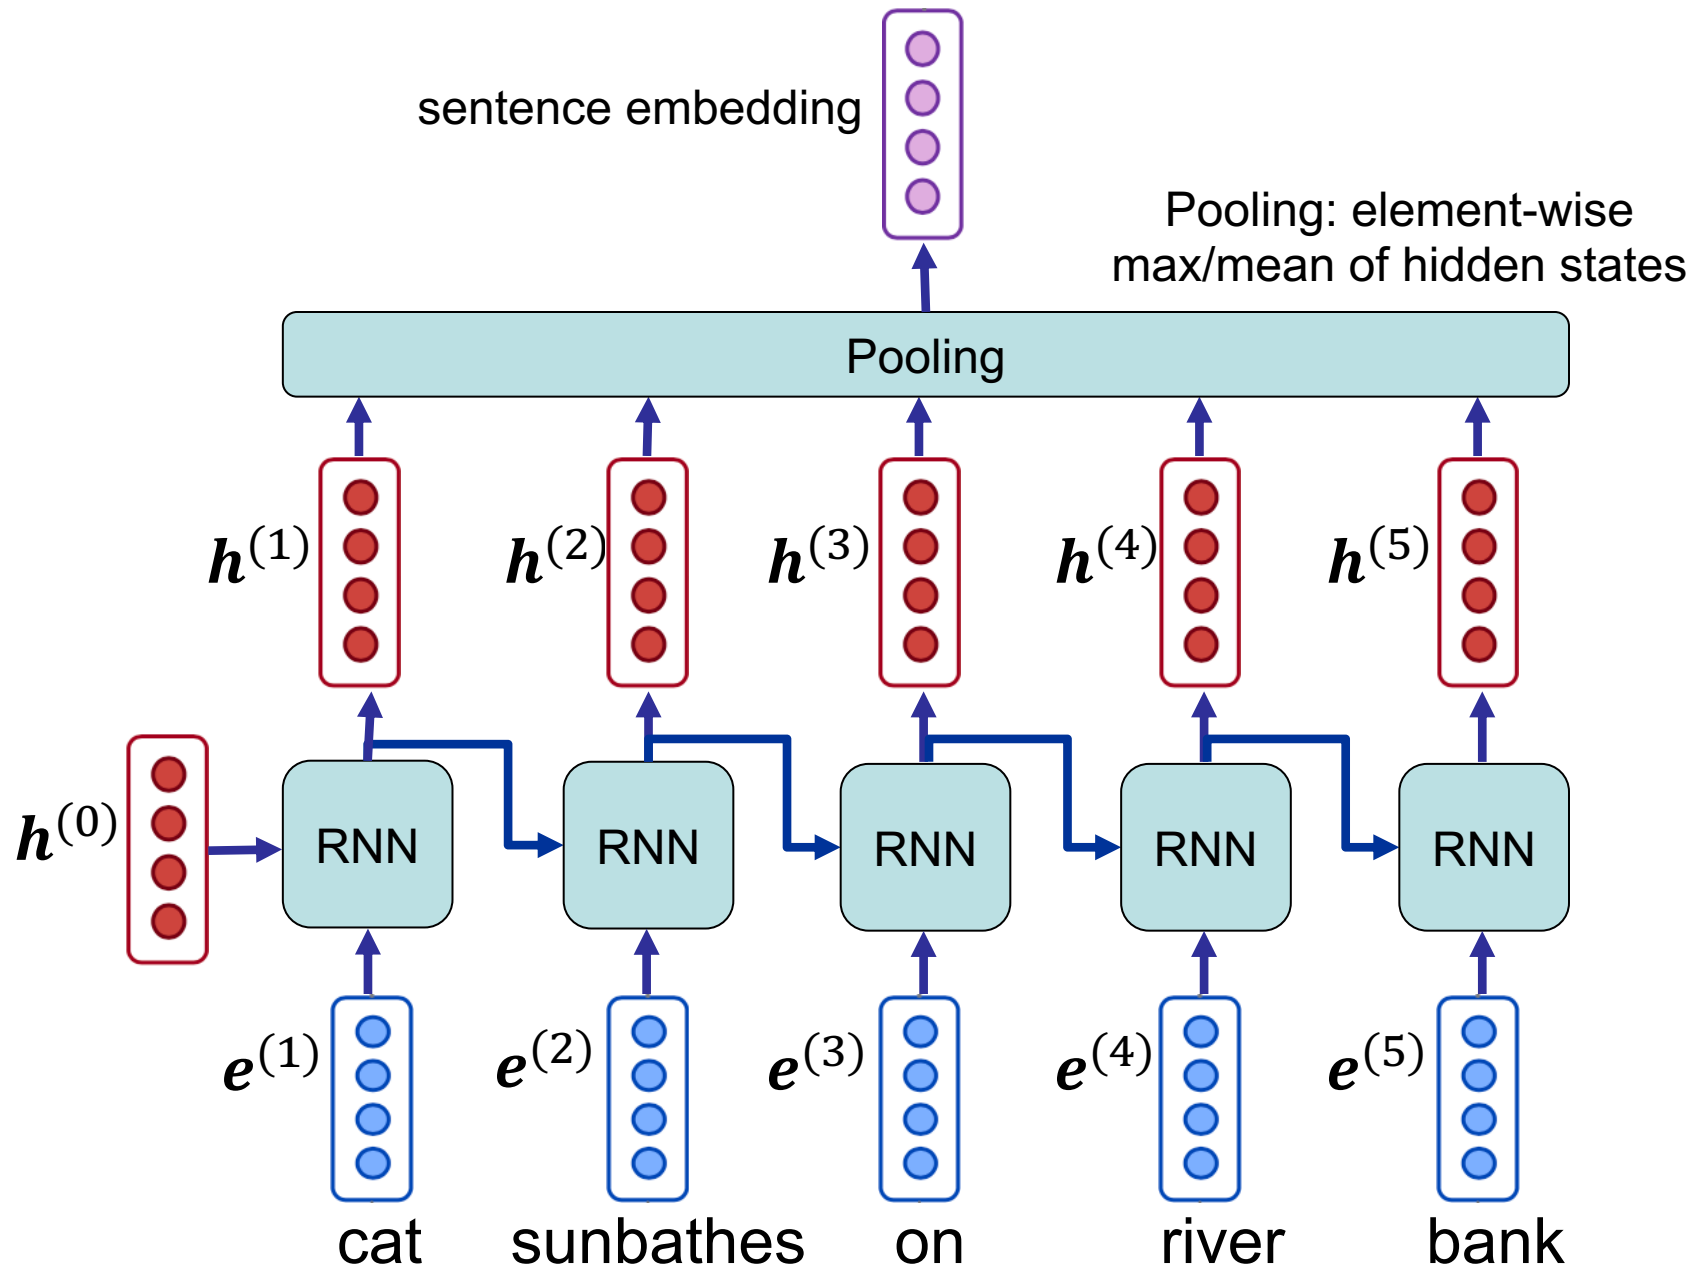 sentence embedding
Pooling: element-wise
max/mean of hidden states
Pooling
h^(1) h^(2) h^(3) h^(4) h^(5)
h^(0)
RNN RNN RNN RNN RNN
e^(1) e^(2) e^(3) e^(4) e^(5)
cat sunbathes on river bank